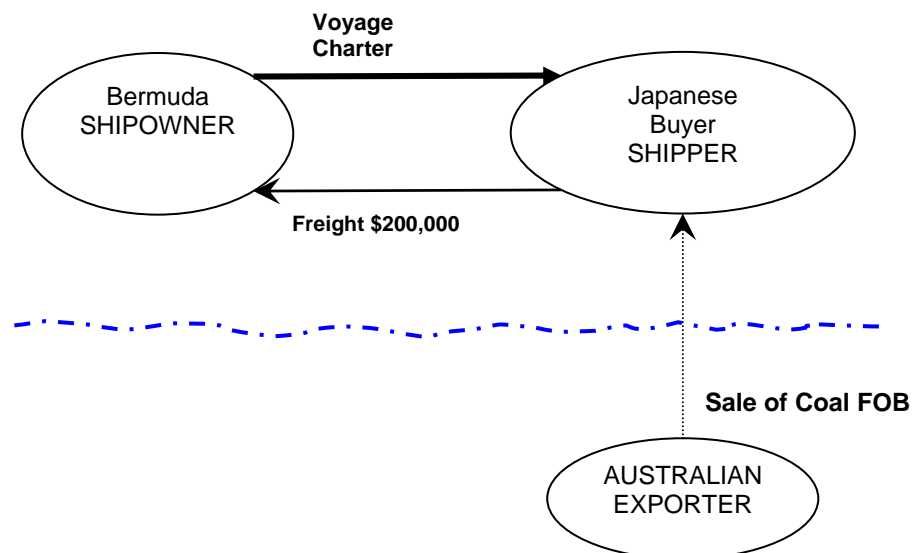 Voyage
Charter
Bermuda
SHIPOWNER
Japanese
Buyer
SHIPPER
Freight $200,000
Sale of Coal FOB
AUSTRALIAN
EXPORTER